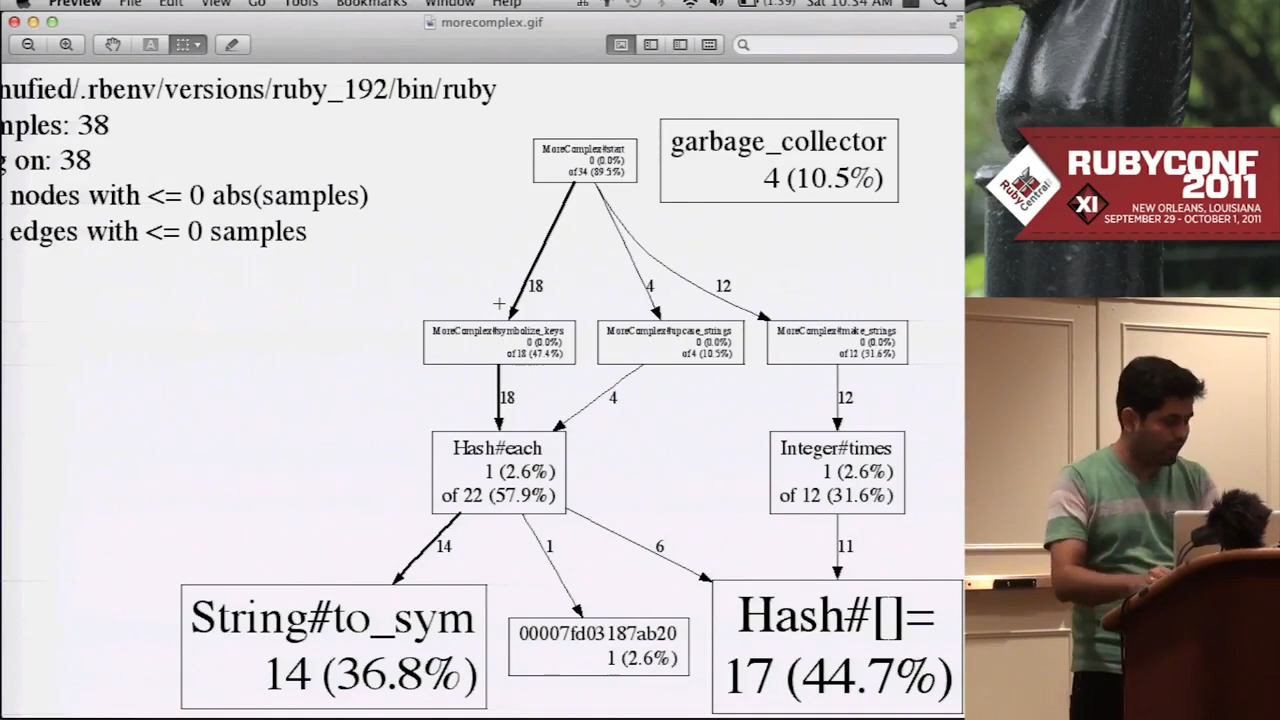 Preview File Edit View Go Tools Bookmarks Window Help
(1:39) Sat 10:34 AM
morecomplex.gif
nufied/.rbenv/versions/ruby_192/bin/ruby
mples: 38
g on: 38
nodes with <= 0 abs(samples)
edges with <= 0 samples
MoreComplex#start
0 (0.0%)
of 34 (89.5%)
garbage_collector
4 (10.5%)
18
4
12
MoreComplex#symbolize_keys
0 (0.0%)
of 18 (47.4%)
MoreComplex#upcase_strings
0 (0.0%)
of 4 (10.5%)
MoreComplex#make_strings
0 (0.0%)
of 12 (31.6%)
18
4
12
Hash#each
1 (2.6%)
of 22 (57.9%)
Integer#times
1 (2.6%)
of 12 (31.6%)
14
1
6
11
String#to_sym
14 (36.8%)
00007fd03187ab20
1 (2.6%)
Hash#[]=
17 (44.7%)
RubyCentral
XI
RUBYCONF
2011
NEW ORLEANS, LOUISIANA
SEPTEMBER 29 - OCTOBER 1, 2011